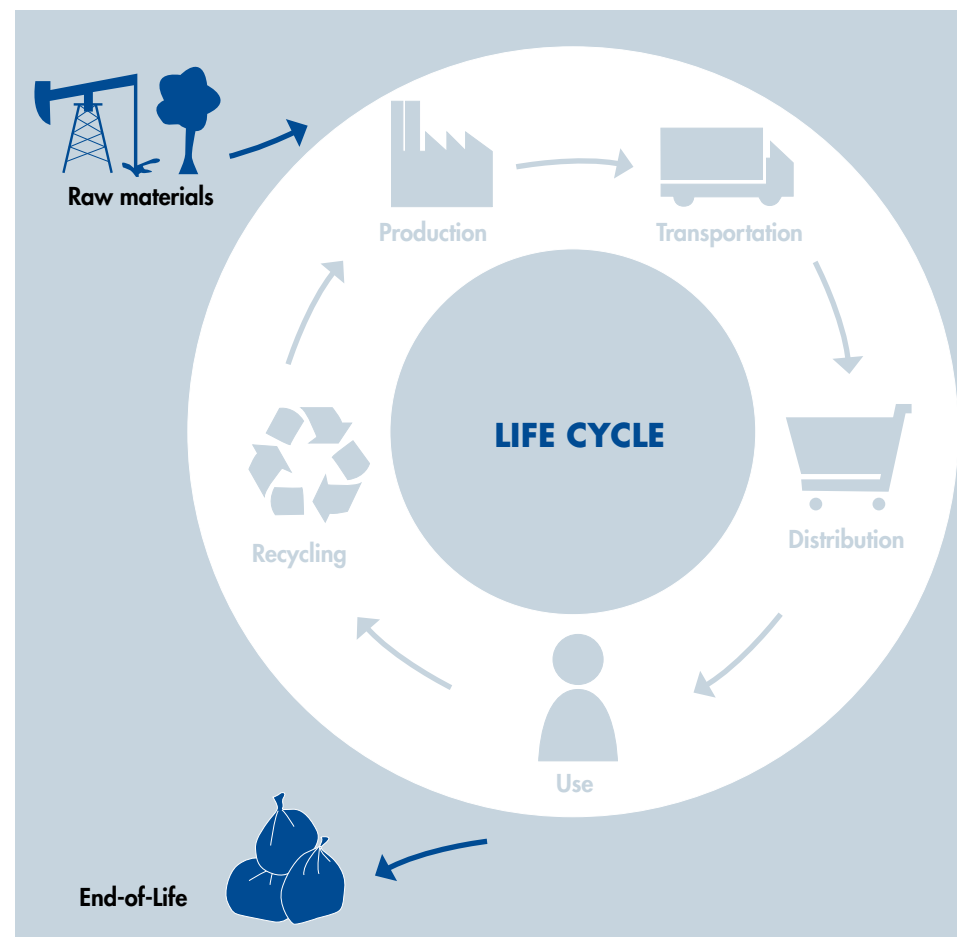 Raw materials
Production
Transportation
LIFE CYCLE
Distribution
Recycling
Use
End-of-Life